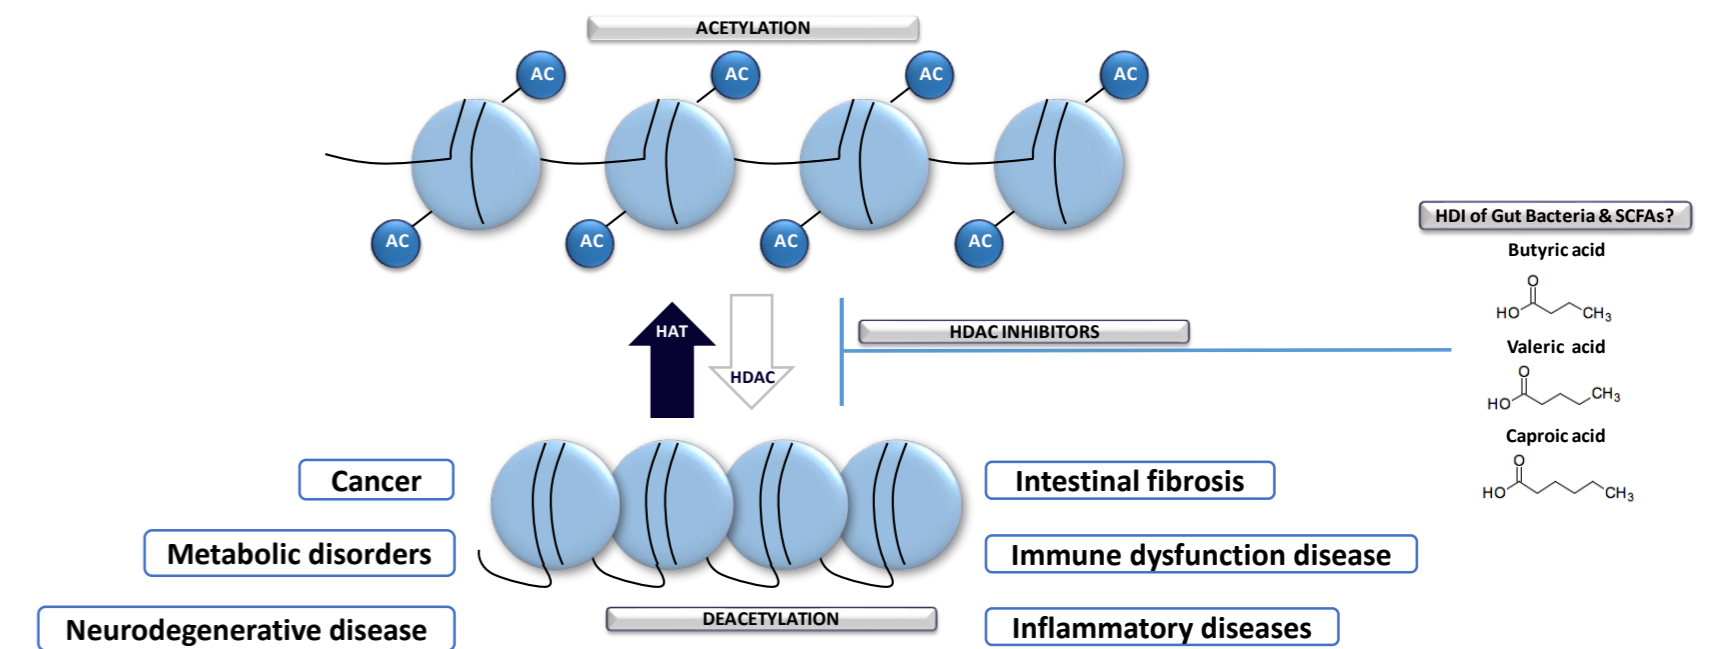 ACETYLATION
AC
AC
AC
AC
AC
AC
AC
AC
HDI of Gut Bacteria & SCFAs?
Butyric acid
O
HO
CH3
HAT
HDAC
HDAC INHIBITORS
Valeric acid
O
HO
CH3
Caproic acid
O
HO
CH3
Cancer
Metabolic disorders
Neurodegenerative disease
Intestinal fibrosis
Immune dysfunction disease
Inflammatory diseases
DEACETYLATION